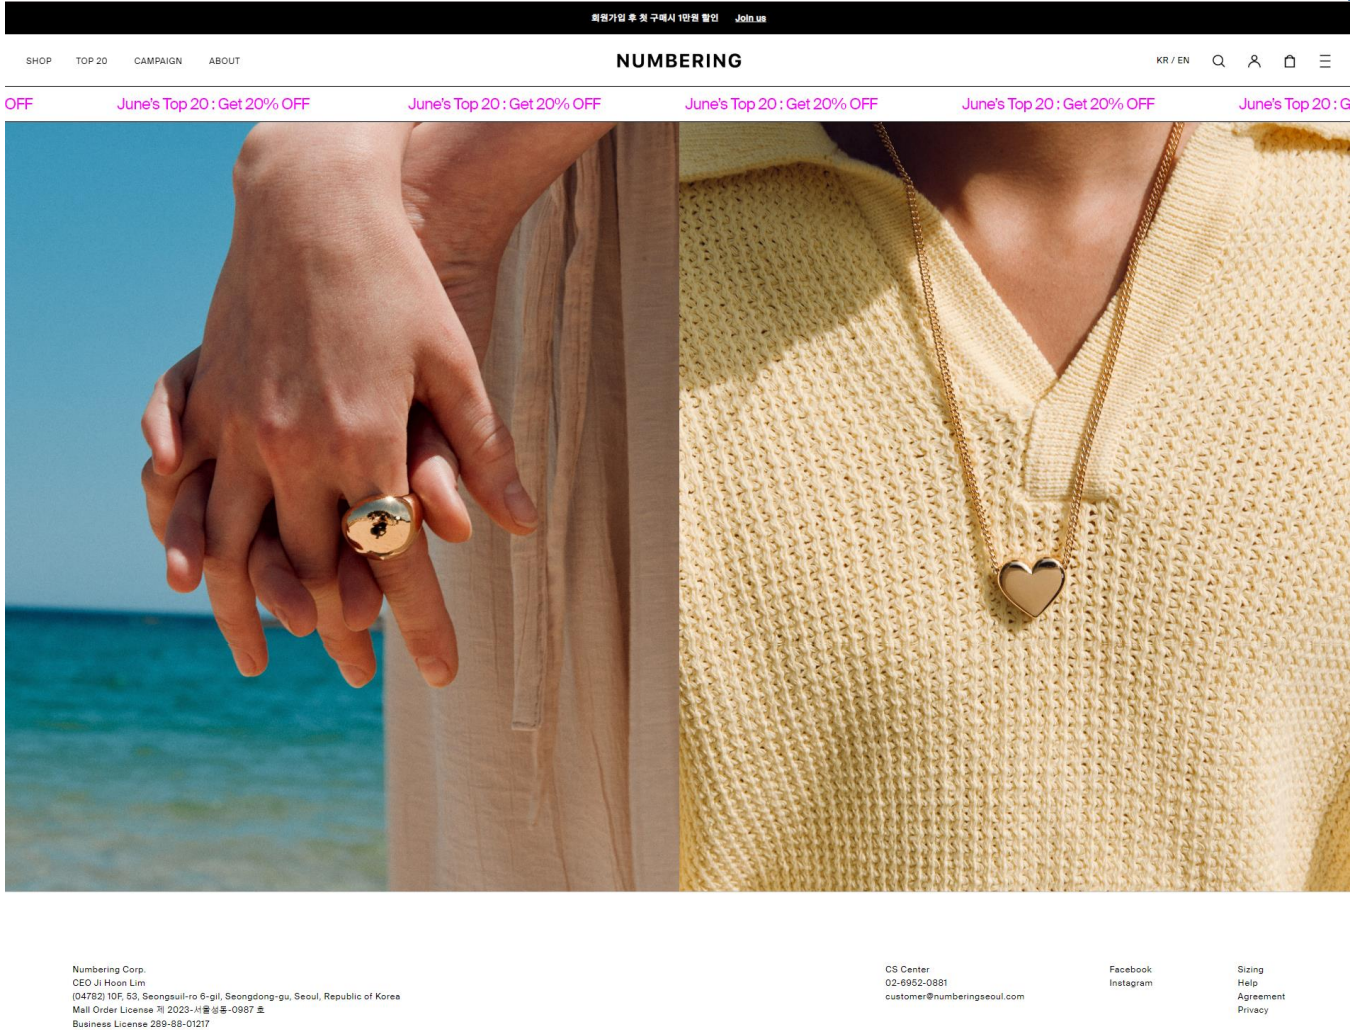 회원가입 후 첫 구매시 1만원 할인 Join us
SHOP TOP 20 CAMPAIGN ABOUT NUMBERING KR / EN
OFF June's Top 20 : Get 20% OFF June's Top 20 : Get 20% OFF June's Top 20 : Get 20% OFF June's Top 20 : Get 20% OFF June's Top 20 : G
Numbering Corp.
CEO Ji Hoon Lim
(04782) 10F, 53, Seongsuil-ro 6-gil, Seongdong-gu, Seoul, Republic of Korea
Mall Order License 제 2023-서울성동-0987 호
Business License 289-88-01217
CS Center
02-6952-0881
customer@numberingseoul.com
Facebook
Instagram
Sizing
Help
Agreement
Privacy